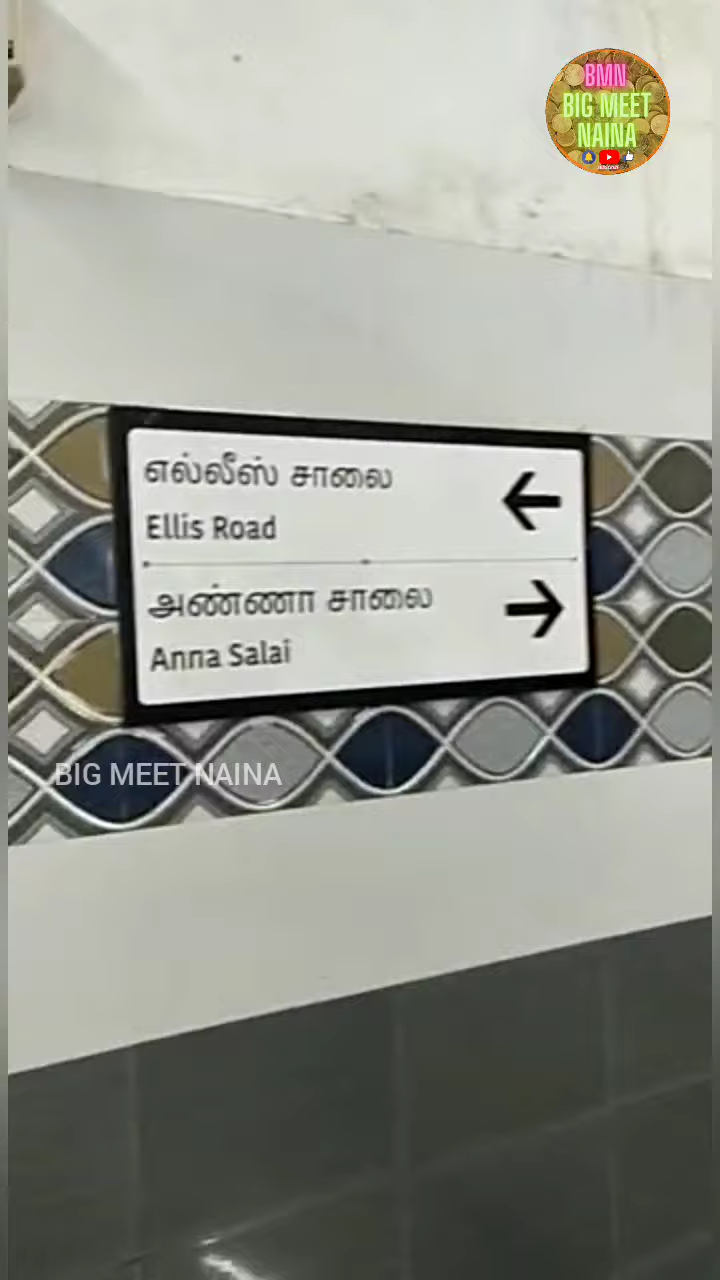 BMN
BIG MEET
NAINA
எல்லீஸ் சாலை
Ellis Road
அண்ணா சாலை
Anna Salai
BIG MEET NAINA